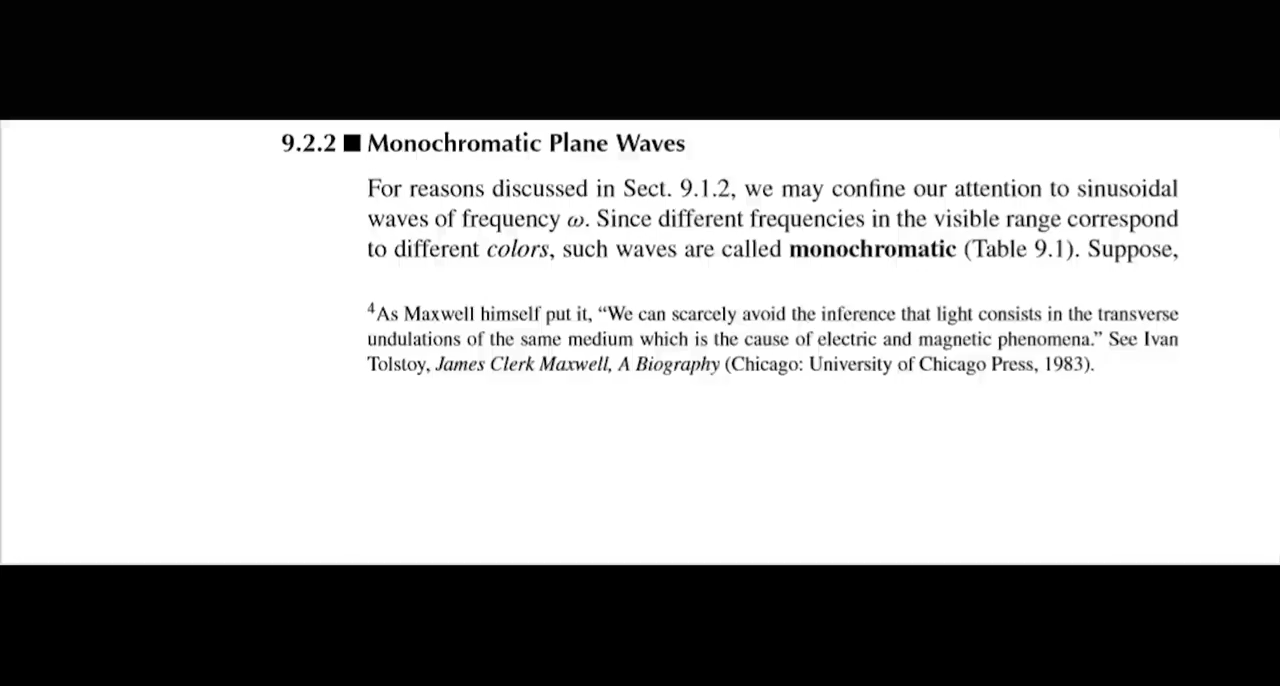 9.2.2 ■ Monochromatic Plane Waves
For reasons discussed in Sect. 9.1.2, we may confine our attention to sinusoidal
waves of frequency ω. Since different frequencies in the visible range correspond
to different colors, such waves are called monochromatic (Table 9.1). Suppose,
⁴As Maxwell himself put it, “We can scarcely avoid the inference that light consists in the transverse
undulations of the same medium which is the cause of electric and magnetic phenomena.” See Ivan
Tolstoy, James Clerk Maxwell, A Biography (Chicago: University of Chicago Press, 1983).